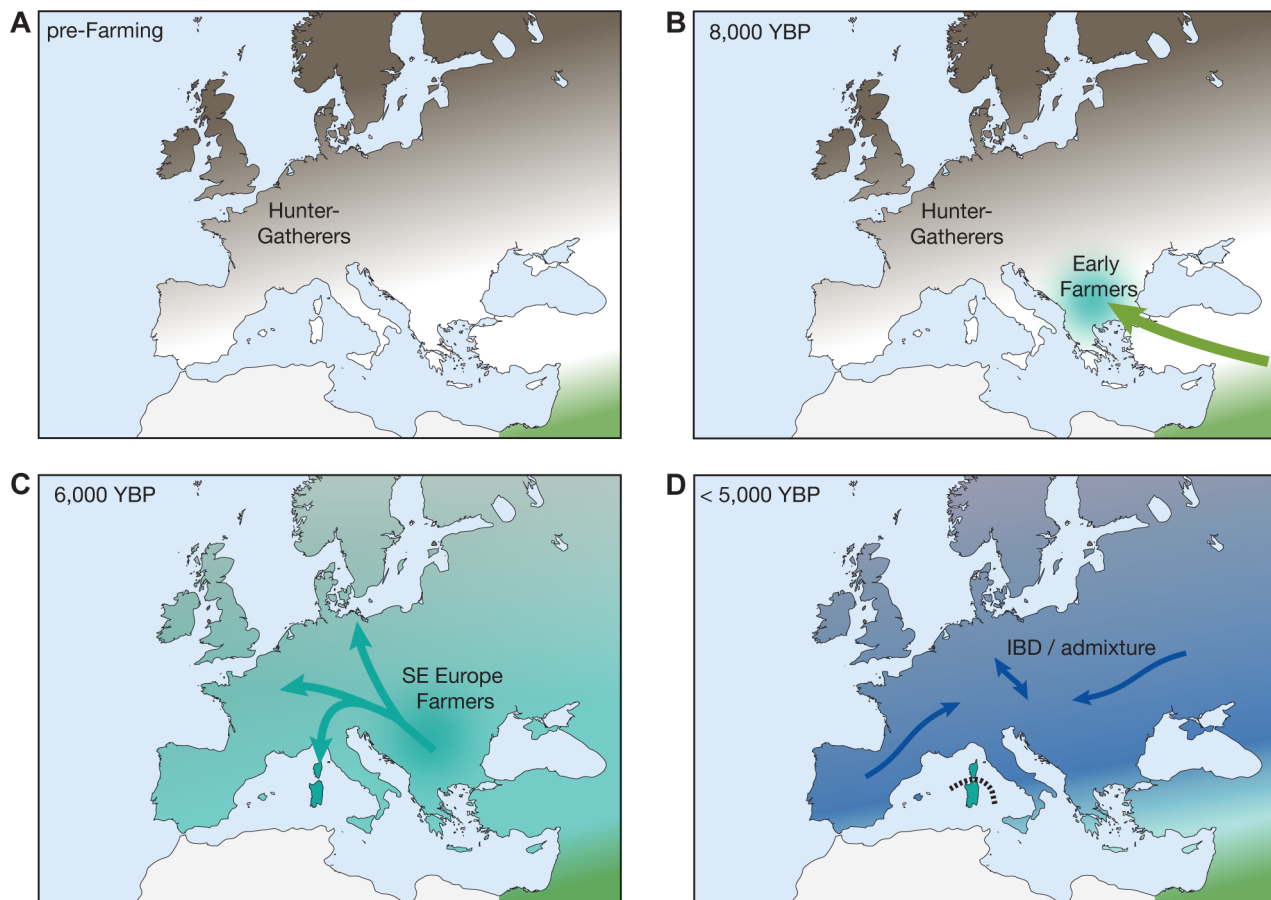 A
pre-Farming
Hunter-
Gatherers
B
8,000 YBP
Hunter-
Gatherers
Early
Farmers
C
6,000 YBP
SE Europe
Farmers
D
< 5,000 YBP
IBD / admixture